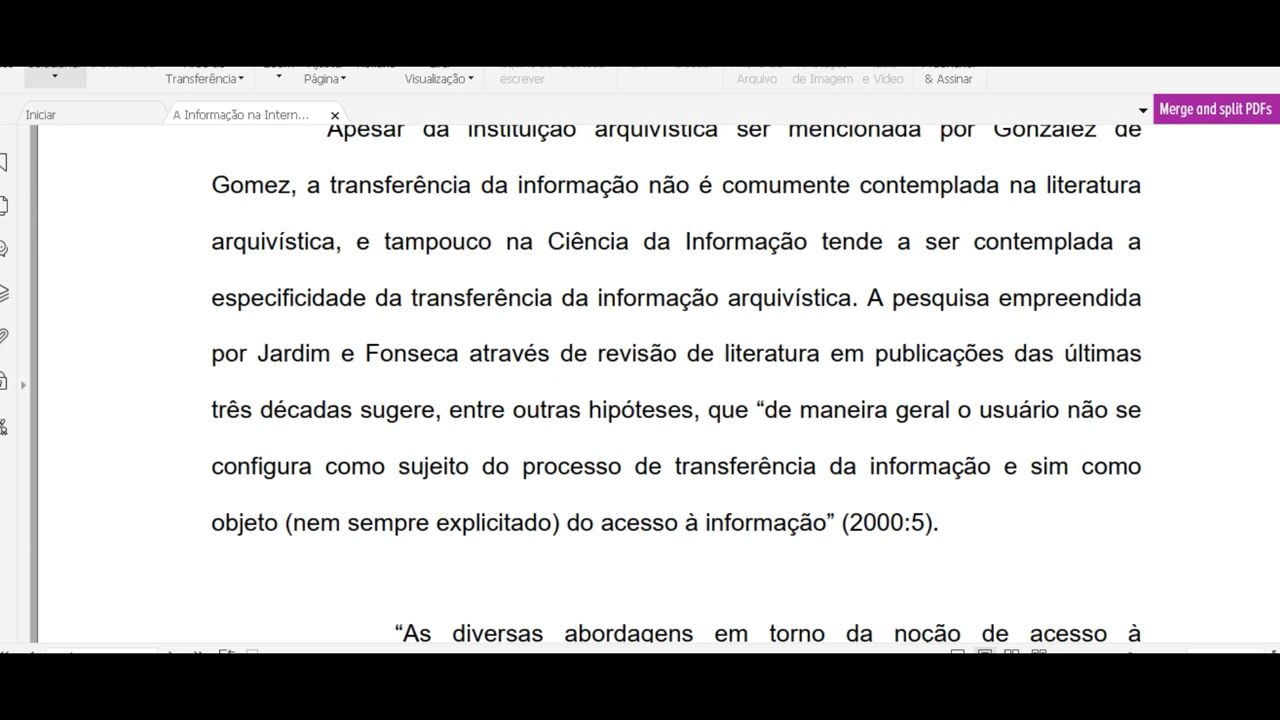 Transferência
Página
Visualização
escrever
Arquivo
de Imagem
e Vídeo
& Assinar
Iniciar
A Informação na Intern...
Merge and split PDFs
Apesar da instituição arquivística ser mencionada por González de
Gomez, a transferência da informação não é comumente contemplada na literatura
arquivística, e tampouco na Ciência da Informação tende a ser contemplada a
especificidade da transferência da informação arquivística. A pesquisa empreendida
por Jardim e Fonseca através de revisão de literatura em publicações das últimas
três décadas sugere, entre outras hipóteses, que “de maneira geral o usuário não se
configura como sujeito do processo de transferência da informação e sim como
objeto (nem sempre explicitado) do acesso à informação” (2000:5).
“As diversas abordagens em torno da noção de acesso à